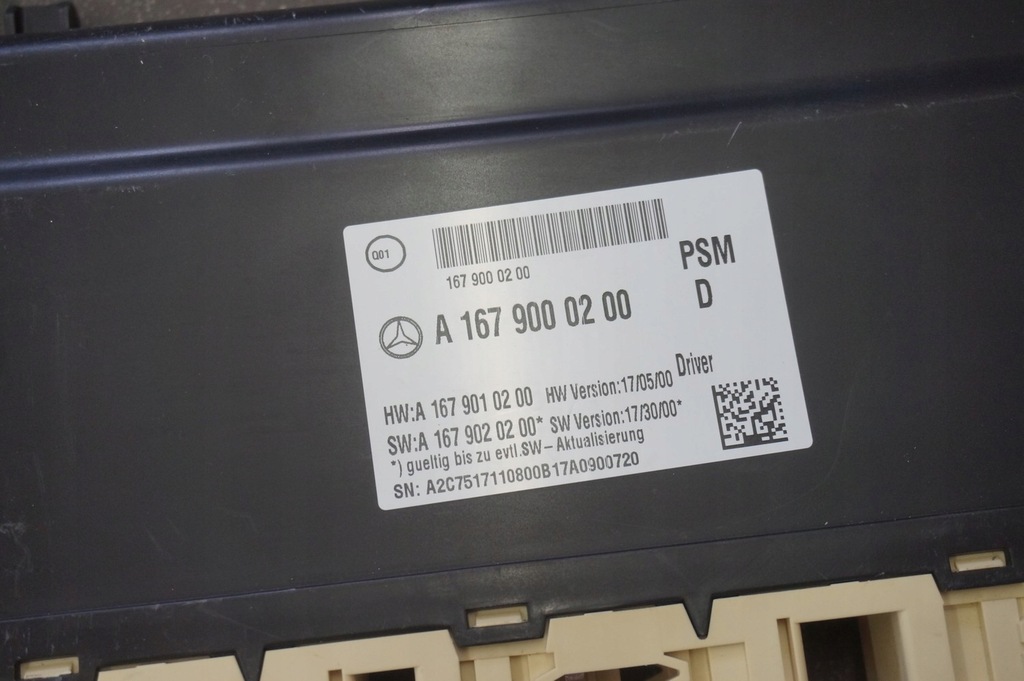 Q01
167 900 02 00
PSM
D
A 167 900 02 00
Driver
HW:A 167 901 02 00 HW Version:17/05/00
SW:A 167 902 02 00* SW Version:17/30/00*
*) gueltig bis zu evtl.SW-Aktualisierung
SN: A2C7517110800B17A0900720